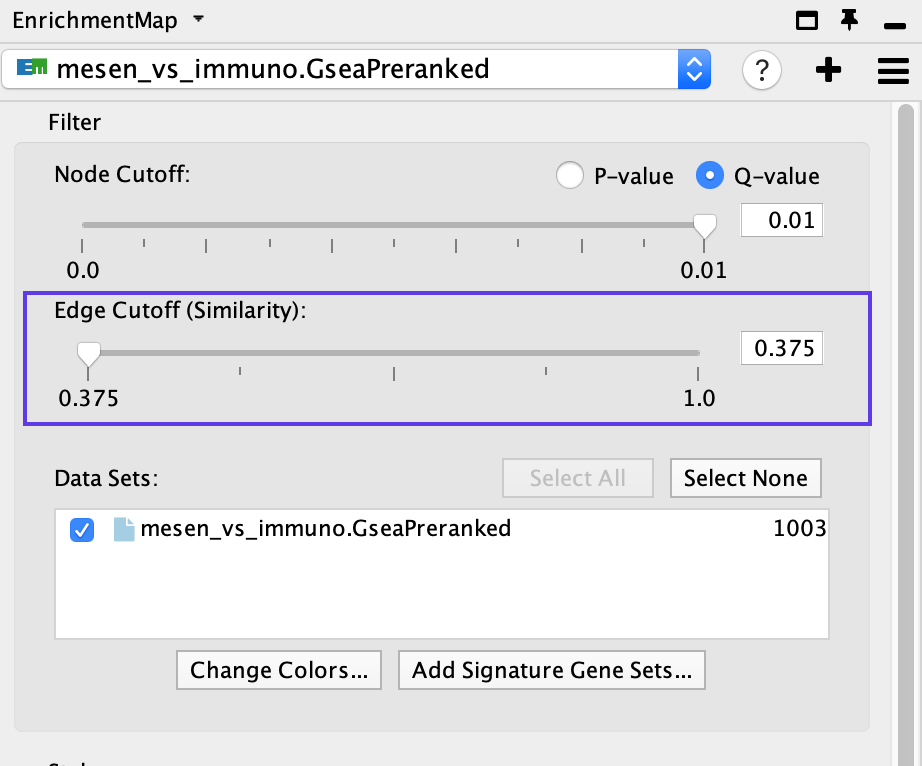 EnrichmentMap
EM mesen_vs_immuno.GseaPreranked ?
Filter
Node Cutoff: P-value Q-value
0.01
0.0 0.01
Edge Cutoff (Similarity):
0.375
0.375 1.0
Data Sets: Select All Select None
mesen_vs_immuno.GseaPreranked 1003
Change Colors... Add Signature Gene Sets...